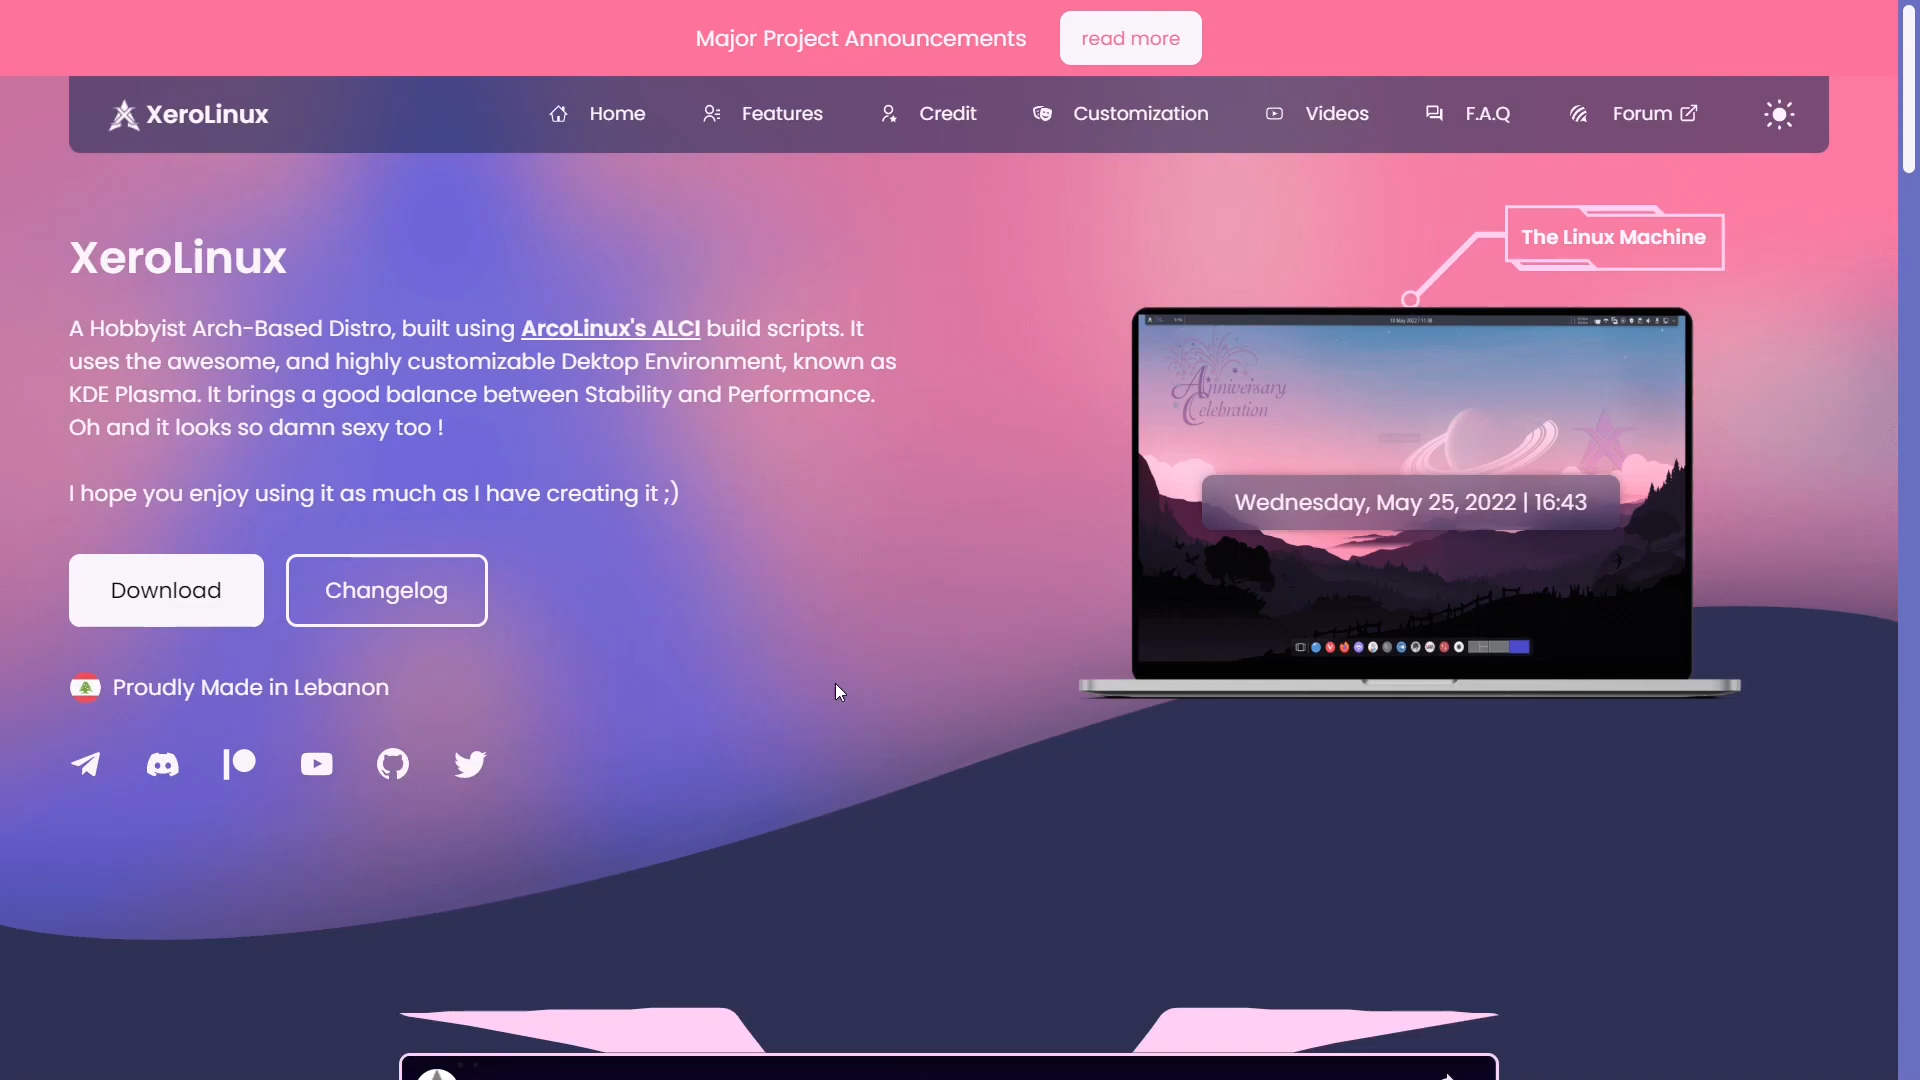 Major Project Announcements read more
XeroLinux Home Features Credit Customization Videos F.A.Q Forum
The Linux Machine
XeroLinux
A Hobbyist Arch-Based Distro, built using ArcoLinux's ALCI build scripts. It
uses the awesome, and highly customizable Dektop Environment, known as
KDE Plasma. It brings a good balance between Stability and Performance.
Oh and it looks so damn sexy too !
I hope you enjoy using it as much as I have creating it ;)
Download Changelog
Proudly Made in Lebanon
Anniversary
Celebration
Wednesday, May 25, 2022 | 16:43